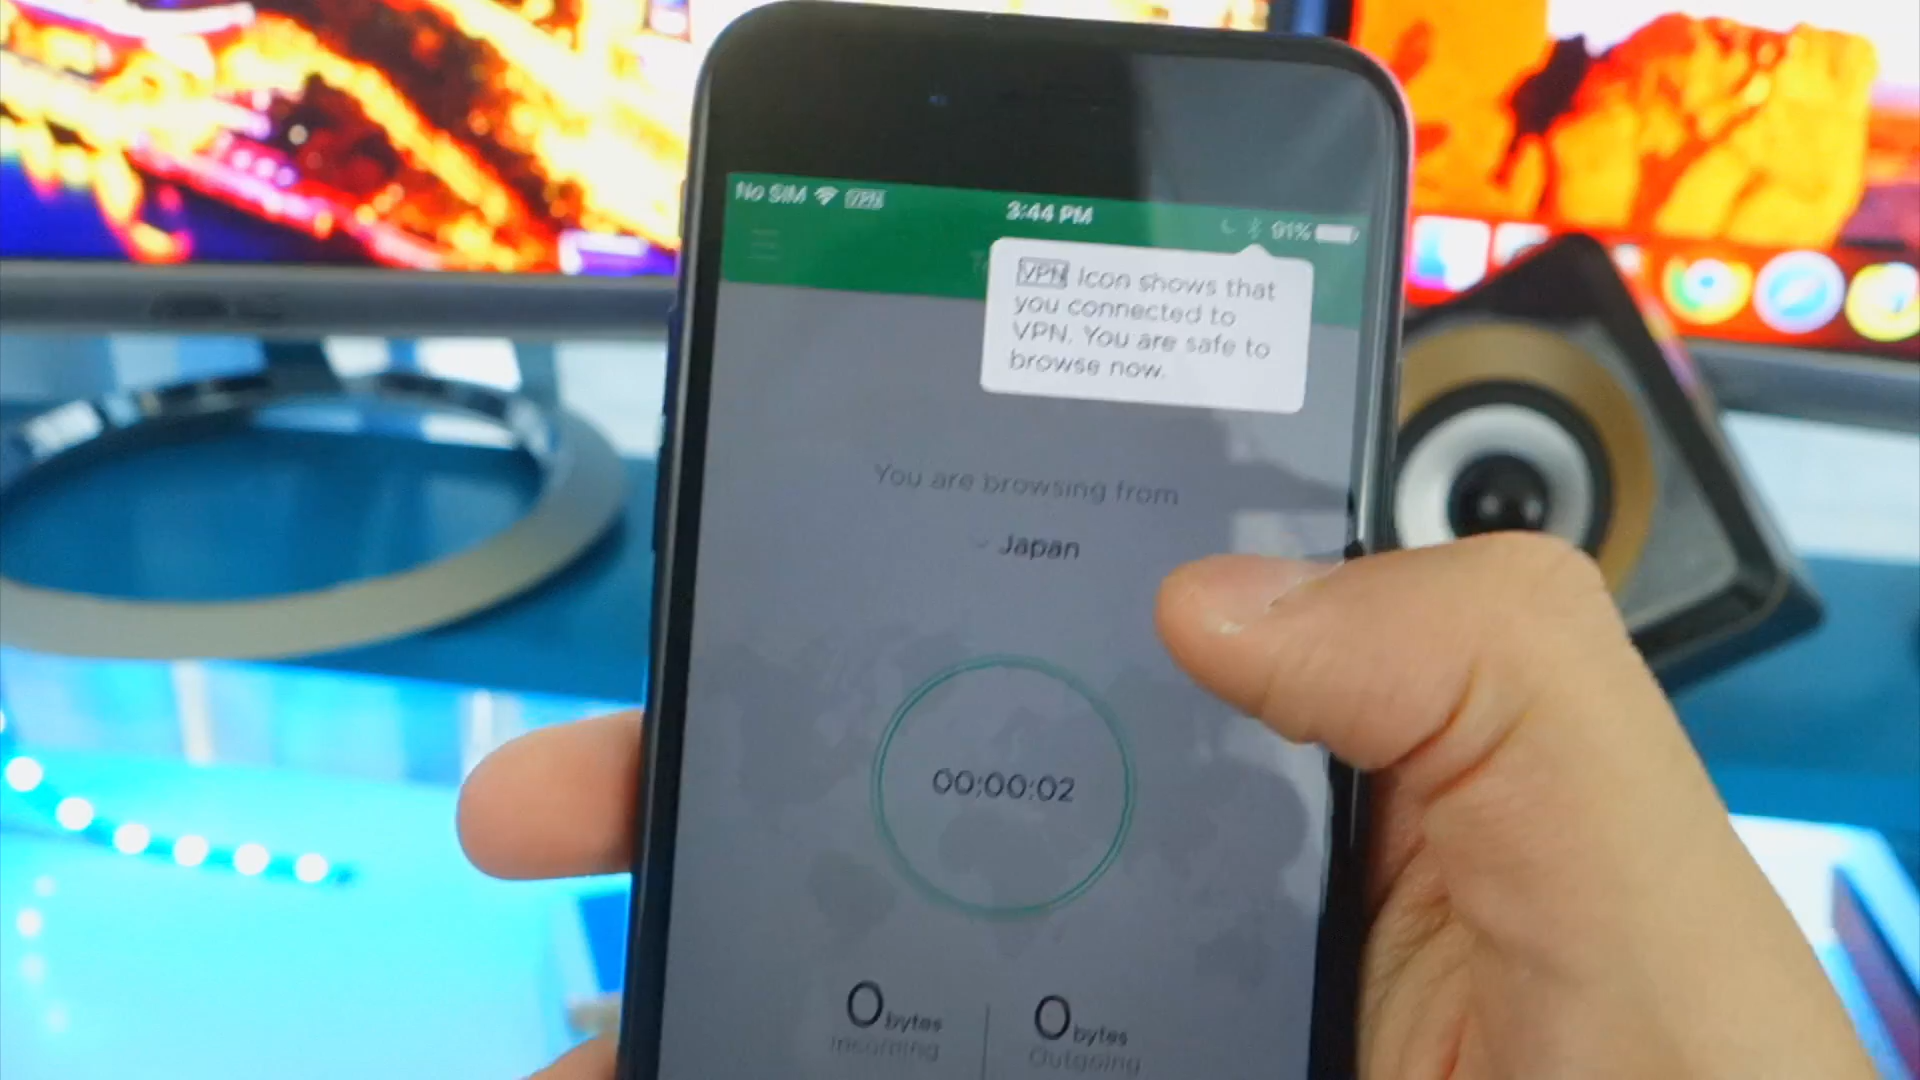 No SIM VPN 3:44 PM 91%
VPN Icon shows that
you connected to
VPN. You are safe to
browse now.
You are browsing from
- Japan
00:00:02
0 bytes 0 bytes
Incoming Outgoing